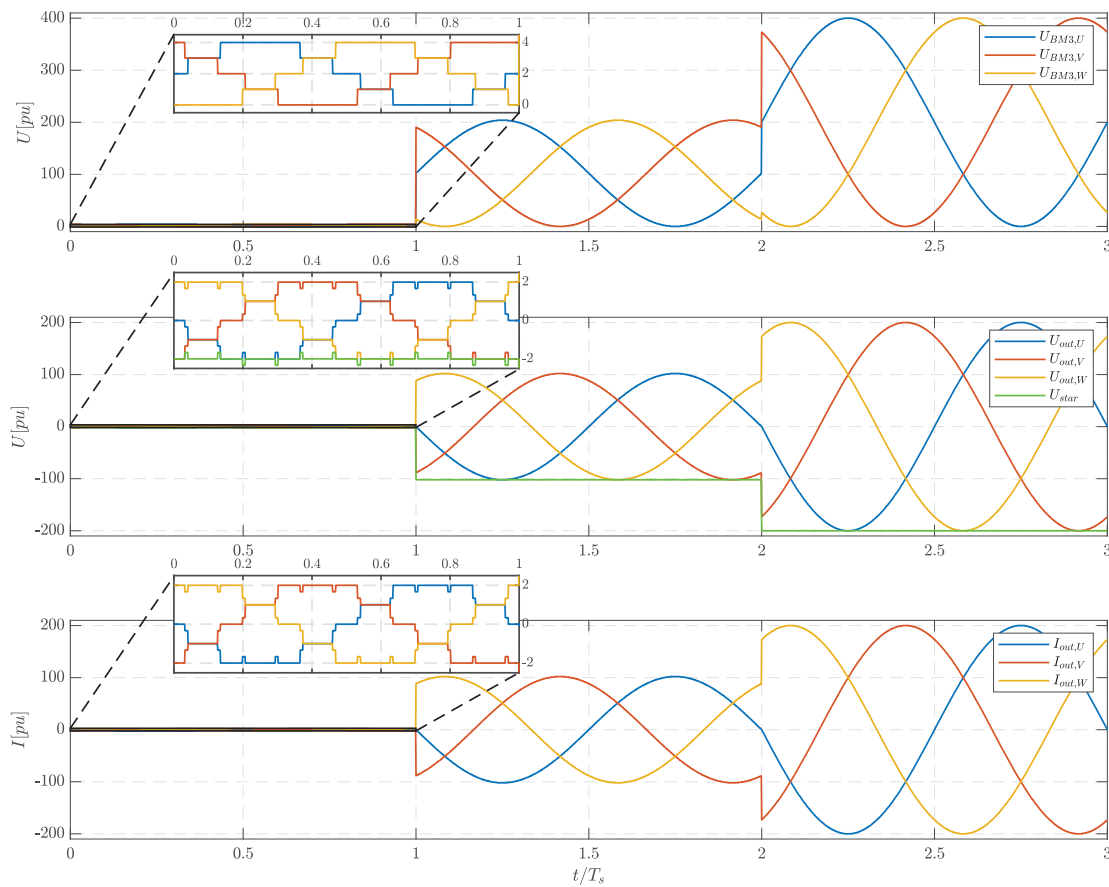 0 0.2 0.4 0.6 0.8 1
400
300
200
100
0
U[pu]
4
2
0
U_{BM3,U}
U_{BM3,V}
U_{BM3,W}
0 0.5 1 1.5 2 2.5 3
0 0.2 0.4 0.6 0.8 1
200
100
0
-100
-200
U[pu]
2
0
-2
U_{out,U}
U_{out,V}
U_{out,W}
U_{star}
0 0.5 1 1.5 2 2.5 3
0 0.2 0.4 0.6 0.8 1
200
100
0
-100
-200
I[pu]
2
0
-2
I_{out,U}
I_{out,V}
I_{out,W}
0 0.5 1 1.5 2 2.5 3
t/T_s